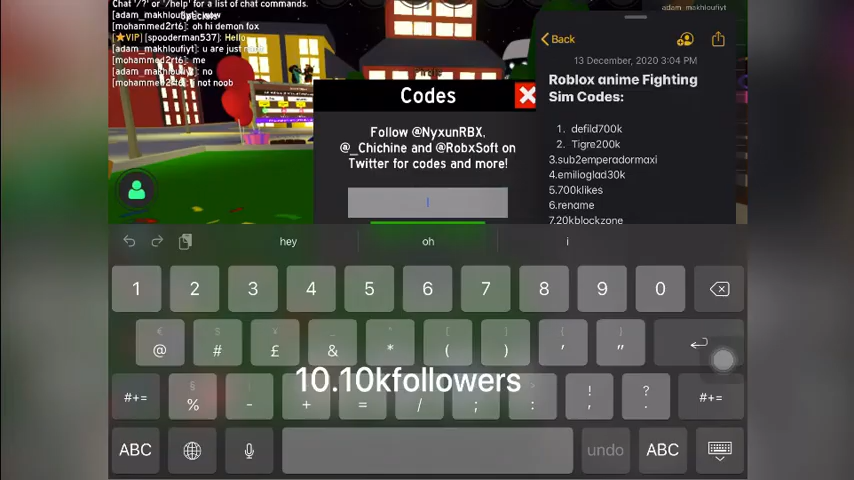 Chat '/?' or '/help' for a list of chat commands.
[adam_makhloufiyt]: now
[mohammed2rt6]: oh hi demon fox
[★VIP] [spooderman537]: Hello
[adam_makhloufiyt]: u are just noob
[mohammed2rt6]: me
[adam_makhloufiyt]: no
[mohammed2rt6]: i not noob
adam_makhloufiyt
Codes
Follow @NyxunRBX,
@_Chichine and @RobxSoft on
Twitter for codes and more!
Back
13 December, 2020 3:04 PM
Roblox anime Fighting
Sim Codes:
1. defild700k
2. Tigre200k
3.sub2emperadormaxi
4.emilioglad30k
5.700klikes
6.rename
7.20kblockzone
hey oh i
1 2 3 4 5 6 7 8 9 0
@ # £ & * ( ) ' "
10.10kfollowers
#+= % - + = / ; : ! ? #+=
ABC undo ABC